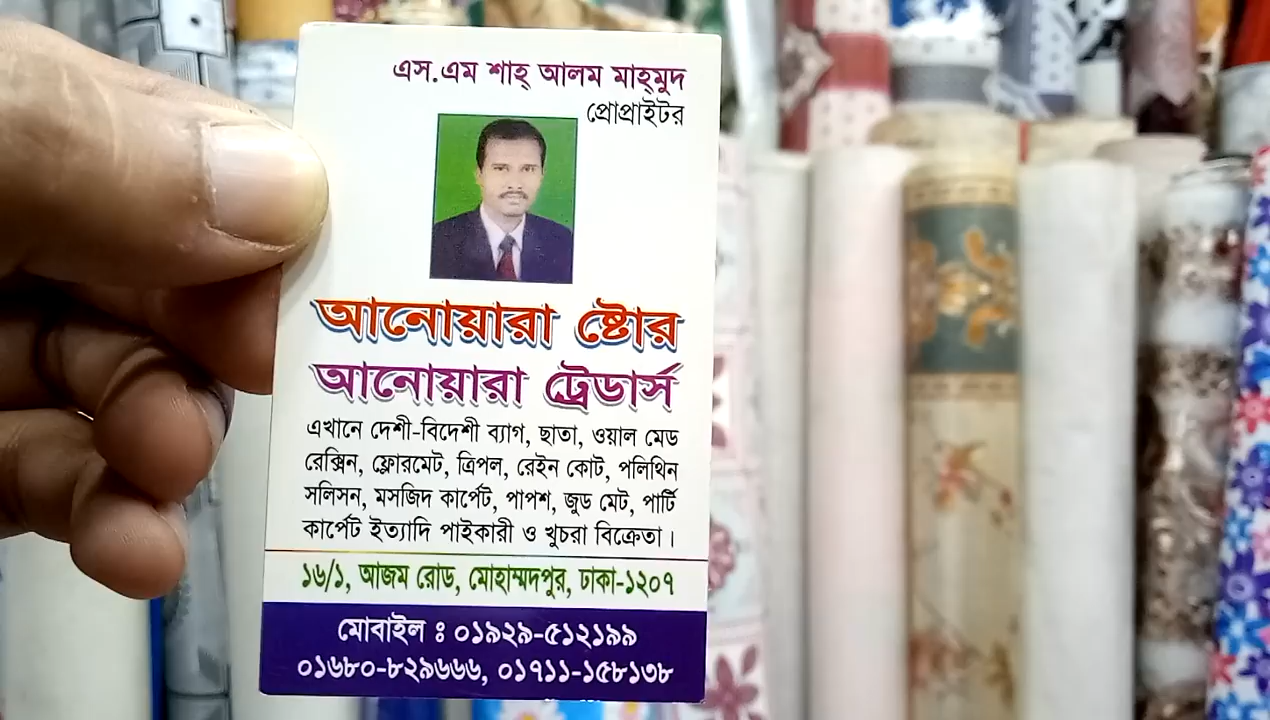 এস.এম শাহ্ আলম মাহ্মুদ
প্রোপ্রাইটর
আনোয়ারা ষ্টোর
আনোয়ারা ট্রেডার্স
এখানে দেশী-বিদেশী ব্যাগ, ছাতা, ওয়াল মেড
রেক্সিন, ফ্লোরমেট, ত্রিপল, রেইন কোট, পলিথিন
সলিসন, মসজিদ কার্পেট, পাপশ, জুড মেট, পার্টি
কার্পেট ইত্যাদি পাইকারী ও খুচরা বিক্রেতা।
১৬/১, আজম রোড, মোহাম্মদপুর, ঢাকা-১২০৭
মোবাইল ঃ ০১৯২৯-৫১২১৯৯
০১৬৮০-৮২৯৬৬৬, ০১৭১১-১৫৮১৩৮